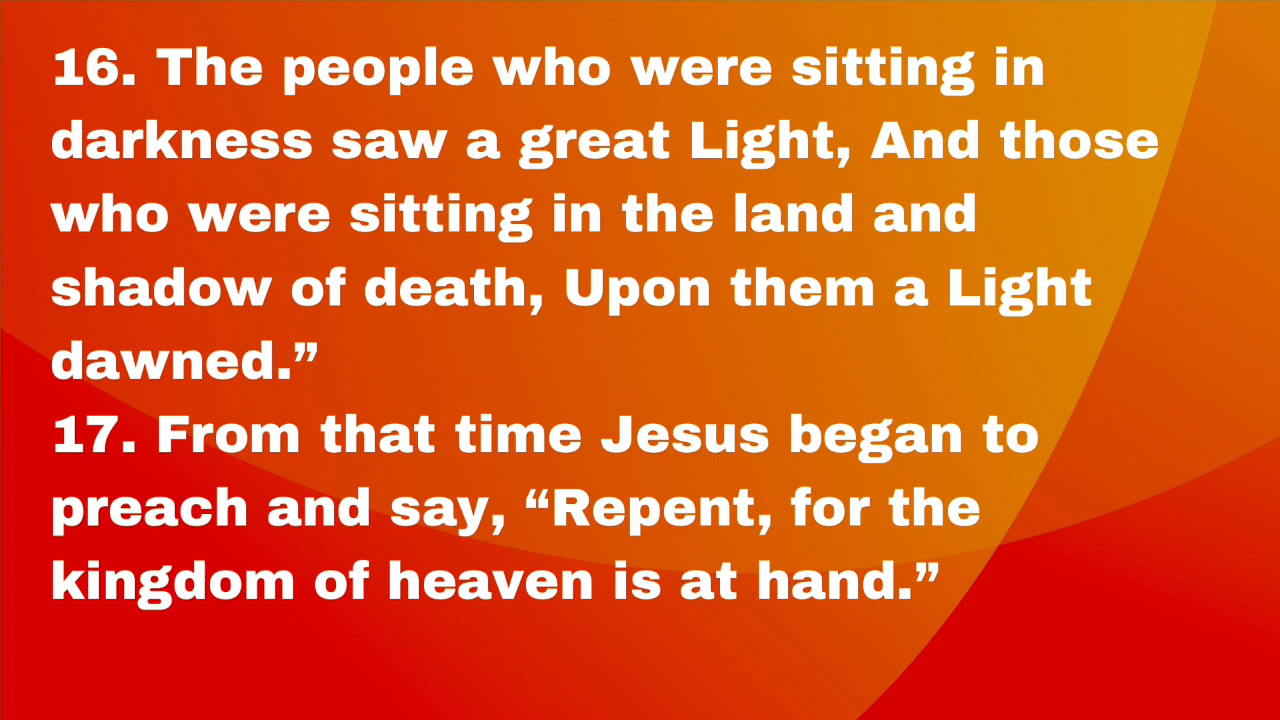 16. The people who were sitting in
darkness saw a great Light, And those
who were sitting in the land and
shadow of death, Upon them a Light
dawned.”
17. From that time Jesus began to
preach and say, “Repent, for the
kingdom of heaven is at hand.”